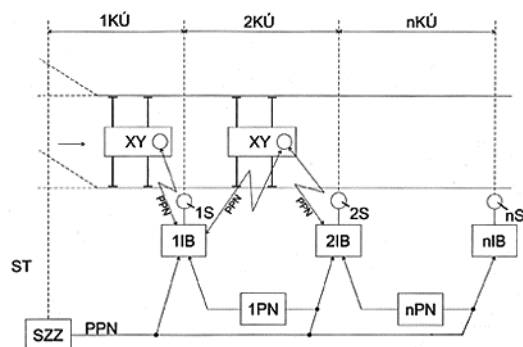 1KÚ 2KÚ nKÚ
XY XY
PPN PPN PPN
1S 2S nS
1IB 2IB nIB
ST
1PN nPN
SZZ PPN